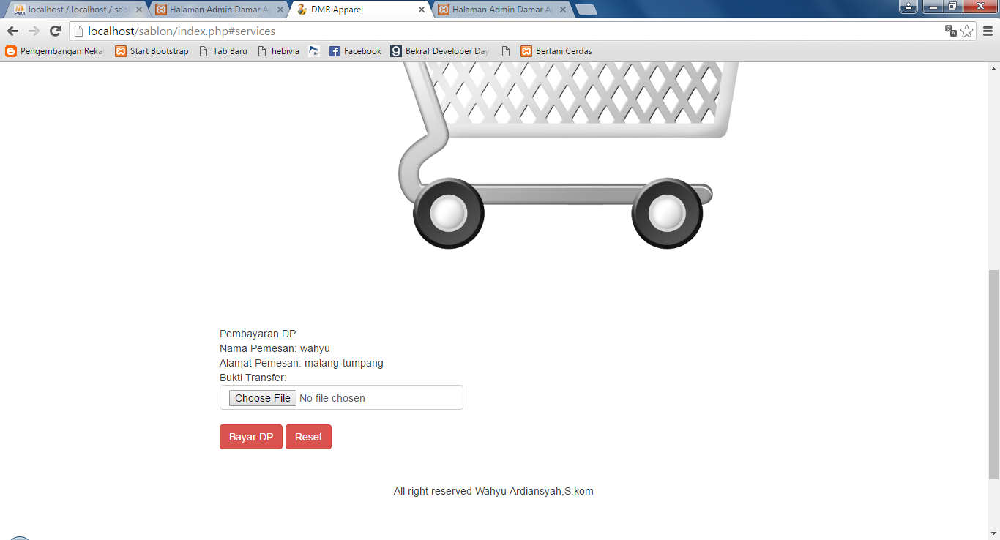 PMA localhost / localhost / sab
Halaman Admin Damar A
DMR Apparel
Halaman Admin Damar A
localhost/sablon/index.php#services
Pengembangan Reka
Start Bootstrap
Tab Baru
hebivia
Facebook
Bekraf Developer Day
Bertani Cerdas
Pembayaran DP
Nama Pemesan: wahyu
Alamat Pemesan: malang-tumpang
Bukti Transfer:
Choose File No file chosen
Bayar DP Reset
All right reserved Wahyu Ardiansyah,S.kom